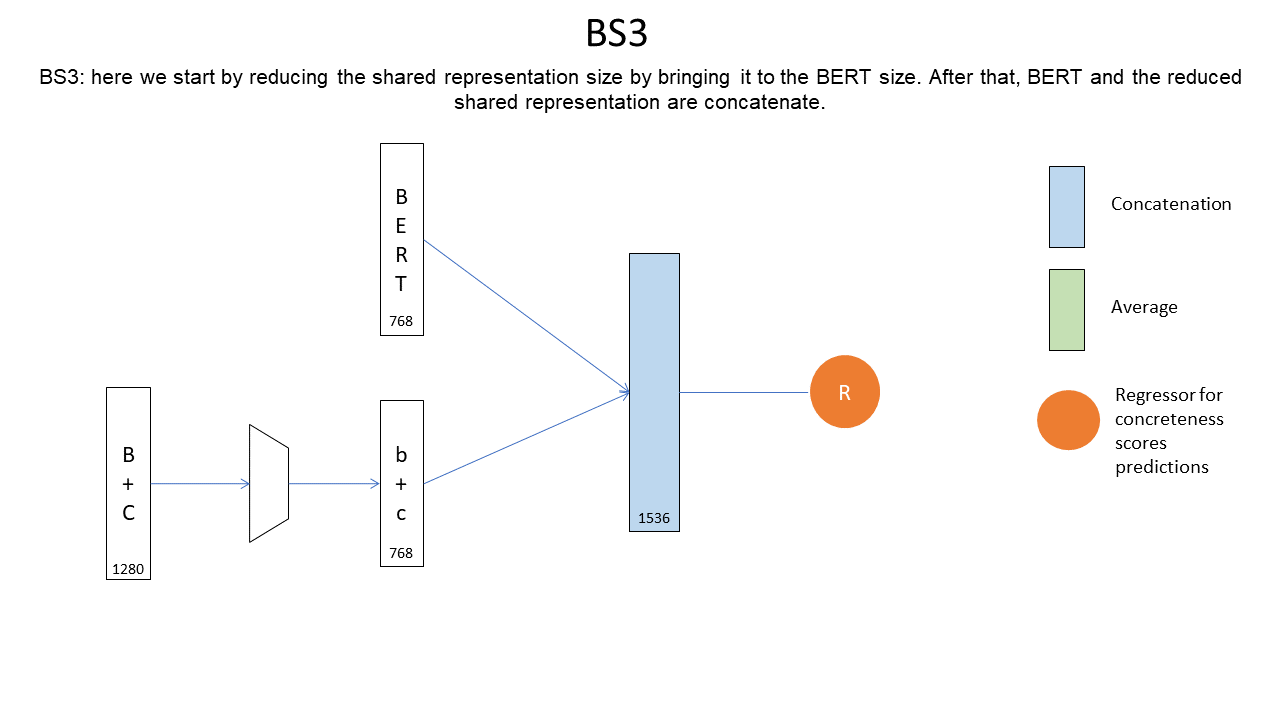 BS3
BS3: here we start by reducing the shared representation size by bringing it to the BERT size. After that, BERT and the reduced
shared representation are concatenate.
B
E
R
T
768
B
+
C
1280
b
+
c
768
1536
R
Concatenation
Average
Regressor for
concreteness
scores
predictions